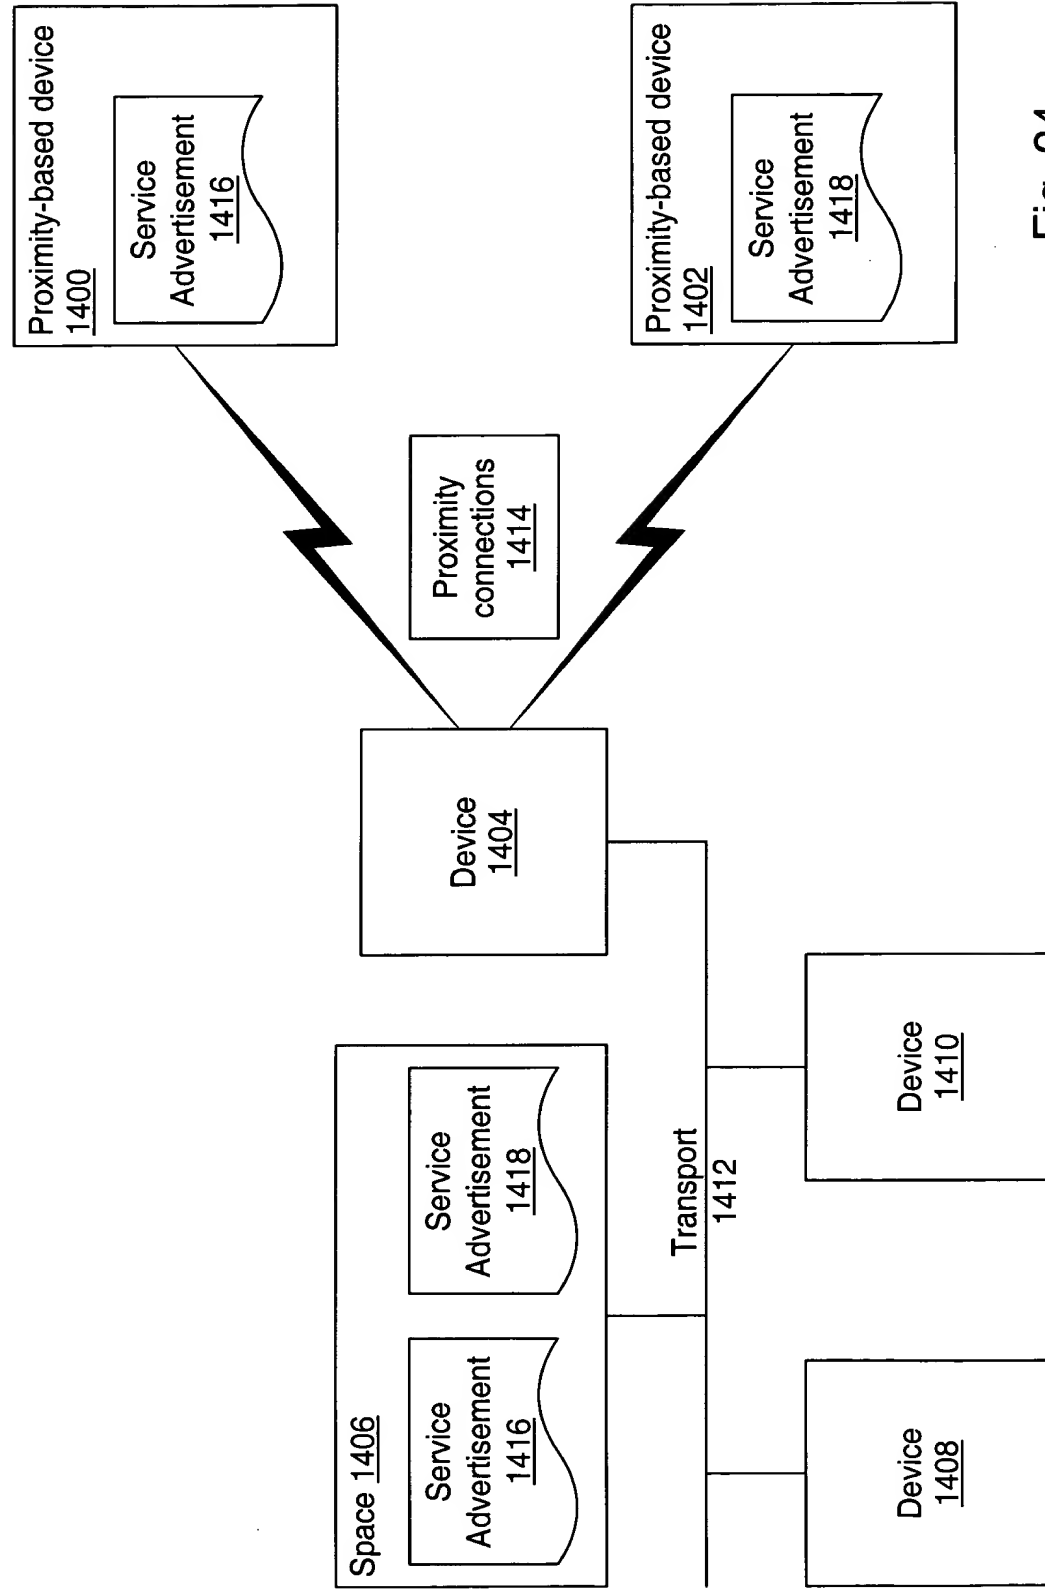 Proximity-based device
1400
Service
Advertisement
1416
Proximity-based device
1402
Service
Advertisement
1418
Proximity
connections
1414
Device
1404
Space 1406
Service
Advertisement
1416
Service
Advertisement
1418
Transport
1412
Device
1408
Device
1410
Fig.